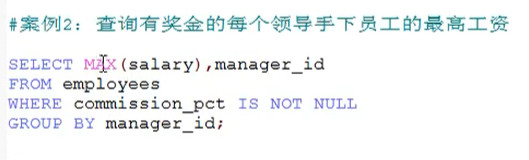 #案例2：查询有奖金的每个领导手下员工的最高工资
SELECT MAX(salary),manager_id
FROM employees
WHERE commission_pct IS NOT NULL
GROUP BY manager_id;